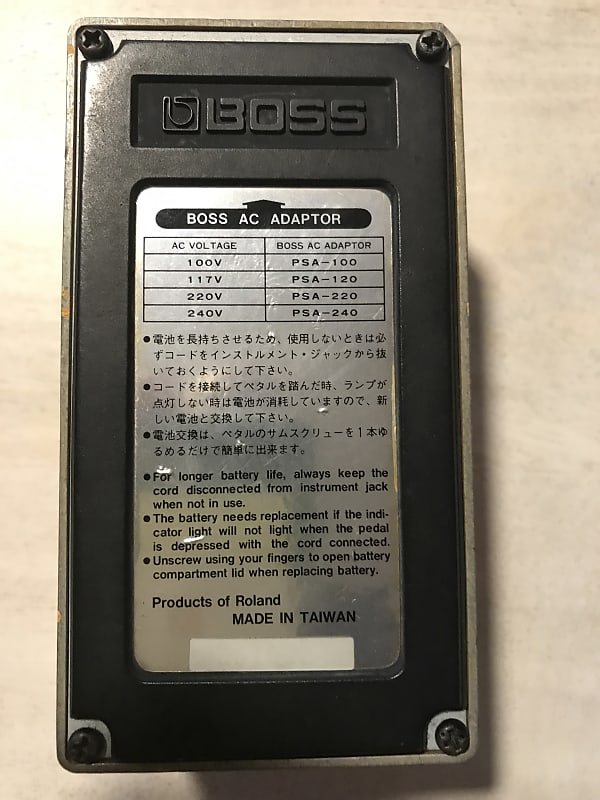 BOSS
BOSS AC ADAPTOR
AC VOLTAGE BOSS AC ADAPTOR
100V PSA-100
117V PSA-120
220V PSA-220
240V PSA-240
●電池を長持ちさせるため、使用しないときは必
ずコードをインストルメント・ジャックから抜
いておくようにして下さい。
●コードを接続してペダルを踏んだ時、ランプが
点灯しない時は電池が消耗していますので、新
しい電池と交換して下さい。
●電池交換は、ペダルのサムスクリューを1本ゆ
るめるだけで簡単に出来ます。
●For longer battery life, always keep the
cord disconnected from instrument jack
when not in use.
●The battery needs replacement if the indi-
cator light will not light when the pedal
is depressed with the cord connected.
●Unscrew using your fingers to open battery
compartment lid when replacing battery.
Products of Roland
MADE IN TAIWAN